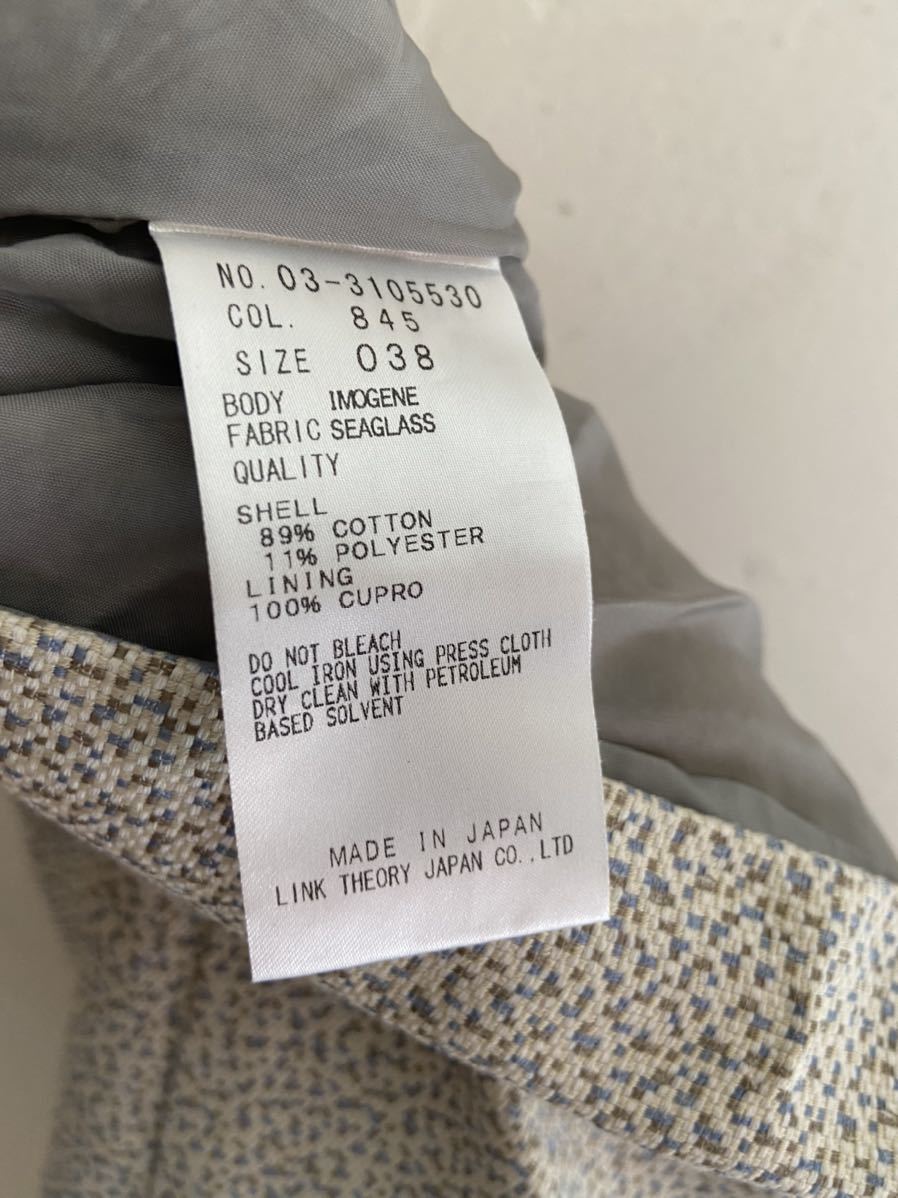 NO. 03-3105530
COL. 845
SIZE 038
BODY IMOGENE
FABRIC SEAGLASS
QUALITY
SHELL
89% COTTON
11% POLYESTER
LINING
100% CUPRO
DO NOT BLEACH
COOL IRON USING PRESS CLOTH
DRY CLEAN WITH PETROLEUM
BASED SOLVENT
MADE IN JAPAN
LINK THEORY JAPAN CO.,LTD